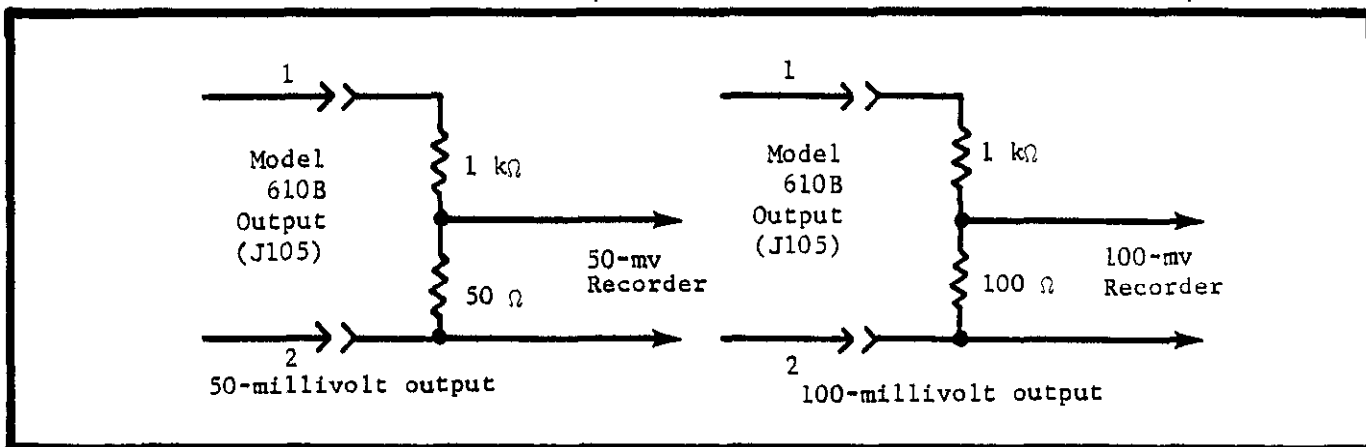 1
Model
610B
Output
(J105)
1 kΩ
50 Ω
50-mv
Recorder
2
50-millivolt output
1
Model
610B
Output
(J105)
1 kΩ
100 Ω
100-mv
Recorder
2
100-millivolt output